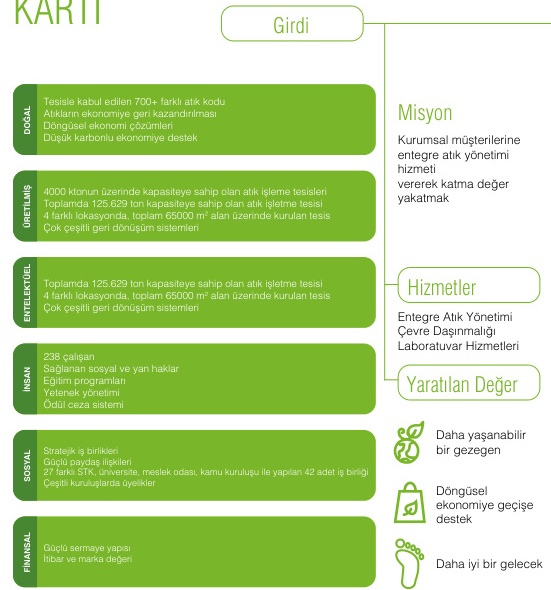 KARTI
Girdi
DOĞAL
Tesisle kabul edilen 700+ farklı atık kodu
Atıkların ekonomiye geri kazandırılması
Döngüsel ekonomi çözümleri
Düşük karbonlu ekonomiye destek
ÜRETİLMİŞ
4000 ktonun üzerinde kapasiteye sahip olan atık işleme tesisleri
Toplamda 125.629 ton kapasiteye sahip olan atık işletme tesisi
4 farklı lokasyonda, toplam 65000 m² alan üzerinde kurulan tesis
Çok çeşitli geri dönüşüm sistemleri
ENTELEKTÜEL
Toplamda 125.629 ton kapasiteye sahip olan atık işletme tesisi
4 farklı lokasyonda, toplam 65000 m² alan üzerinde kurulan tesis
Çok çeşitli geri dönüşüm sistemleri
İNSAN
238 çalışan
Sağlanan sosyal ve yan haklar
Eğitim programları
Yetenek yönetimi
Ödül ceza sistemi
SOSYAL
Stratejik iş birlikleri
Güçlü paydaş ilişkileri
27 farklı STK, üniversite, meslek odası, kamu kuruluşu ile yapılan 42 adet iş birliği
Çeşitli kuruluşlarda üyelikler
FİNANSAL
Güçlü sermaye yapısı
İtibar ve marka değeri
Misyon
Kurumsal müşterilerine
entegre atık yönetimi
hizmeti
vererek katma değer
yakatmak
Hizmetler
Entegre Atık Yönetimi
Çevre Daşınmalığı
Laboratuvar Hizmetleri
Yaratılan Değer
Daha yaşanabilir
bir gezegen
Döngüsel
ekonomiye geçişe
destek
Daha iyi bir gelecek